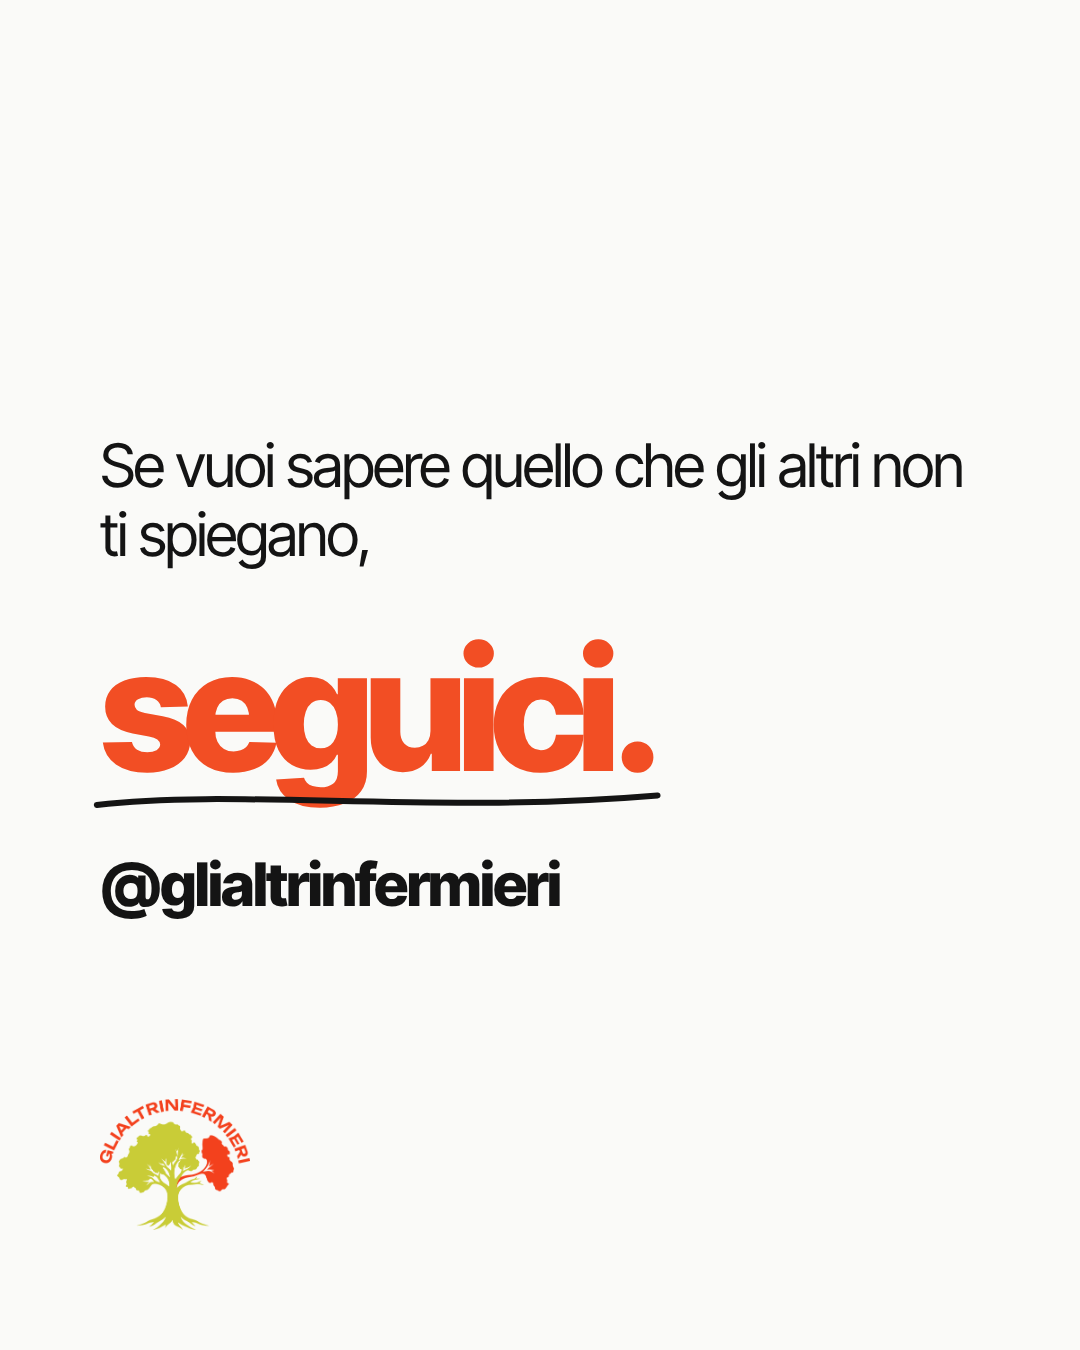 Se vuoi sapere quello che gli altri non
ti spiegano,
seguici.
@glialtrinfermieri
GLIALTRINFERMIERI